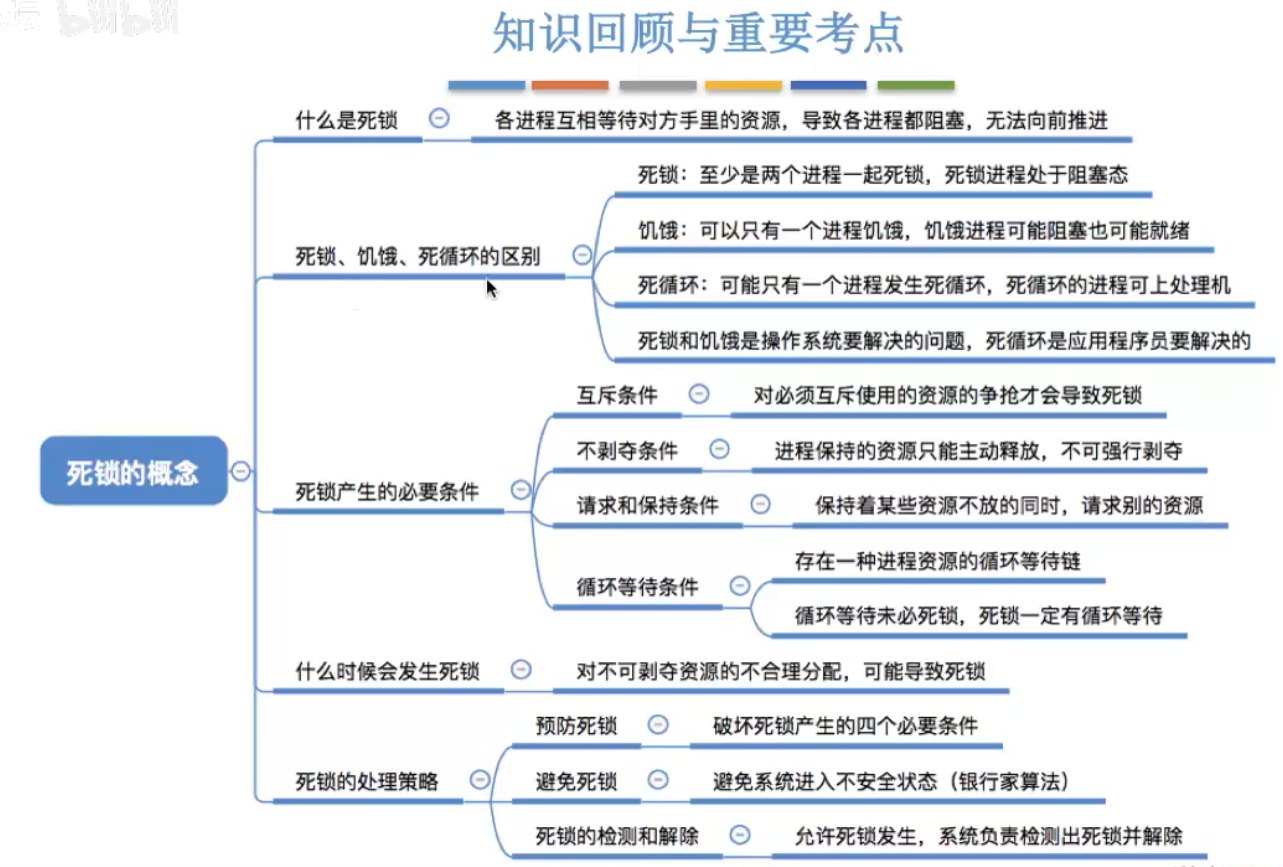 坛 bilibili
知识回顾与重要考点
什么是死锁
各进程互相等待对方手里的资源，导致各进程都阻塞，无法向前推进
死锁、饥饿、死循环的区别
死锁：至少是两个进程一起死锁，死锁进程处于阻塞态
饥饿：可以只有一个进程饥饿，饥饿进程可能阻塞也可能就绪
死循环：可能只有一个进程发生死循环，死循环的进程可上处理机
死锁和饥饿是操作系统要解决的问题，死循环是应用程序员要解决的
死锁的概念
死锁产生的必要条件
互斥条件
对必须互斥使用的资源的争抢才会导致死锁
不剥夺条件
进程保持的资源只能主动释放，不可强行剥夺
请求和保持条件
保持着某些资源不放的同时，请求别的资源
循环等待条件
存在一种进程资源的循环等待链
循环等待未必死锁，死锁一定有循环等待
什么时候会发生死锁
对不可剥夺资源的不合理分配，可能导致死锁
死锁的处理策略
预防死锁
破坏死锁产生的四个必要条件
避免死锁
避免系统进入不安全状态（银行家算法）
死锁的检测和解除
允许死锁发生，系统负责检测出死锁并解除